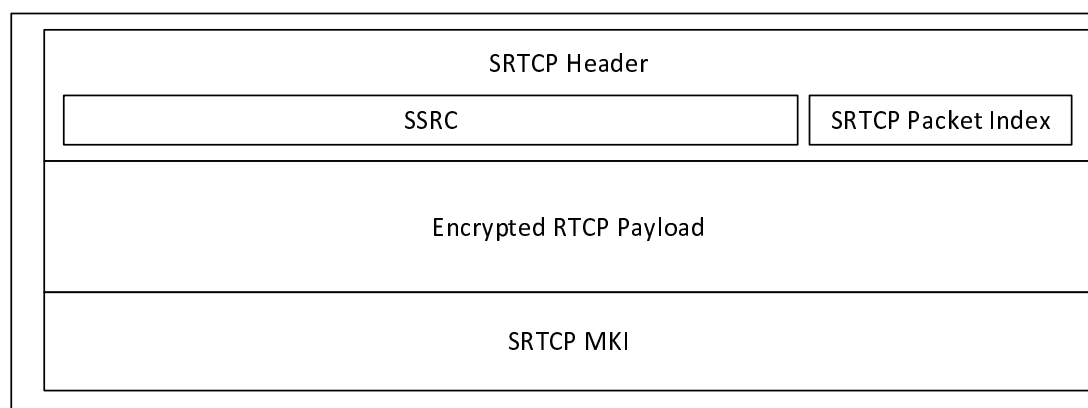 SRTCP Header
SSRC
SRTCP Packet Index
Encrypted RTCP Payload
SRTCP MKI